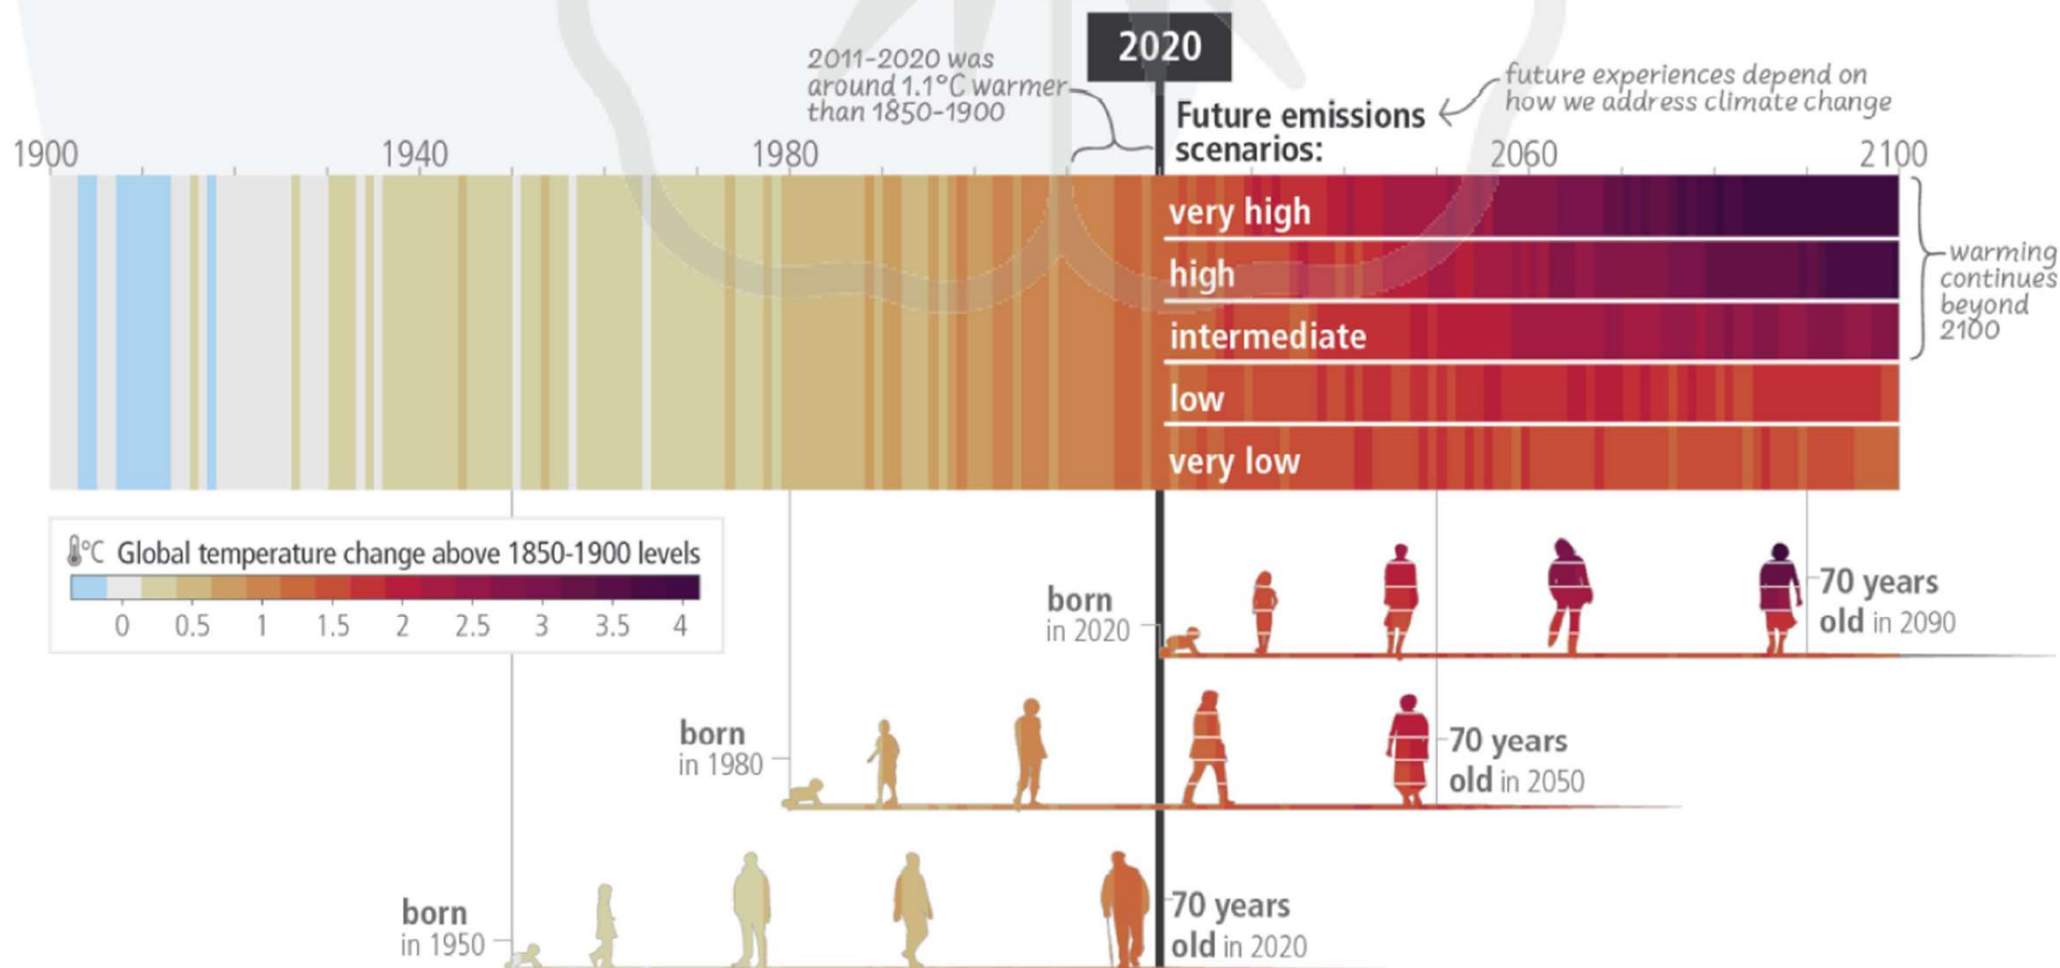 2020
2011-2020 was
around 1.1°C warmer
than 1850-1900
future experiences depend on
how we address climate change
Future emissions
scenarios:
1900
1940
1980
2060
2100
very high
high
intermediate
low
very low
warming
continues
beyond
2100
°C Global temperature change above 1850-1900 levels
0 0.5 1 1.5 2 2.5 3 3.5 4
born
in 2020
70 years
old in 2090
born
in 1980
70 years
old in 2050
born
in 1950
70 years
old in 2020